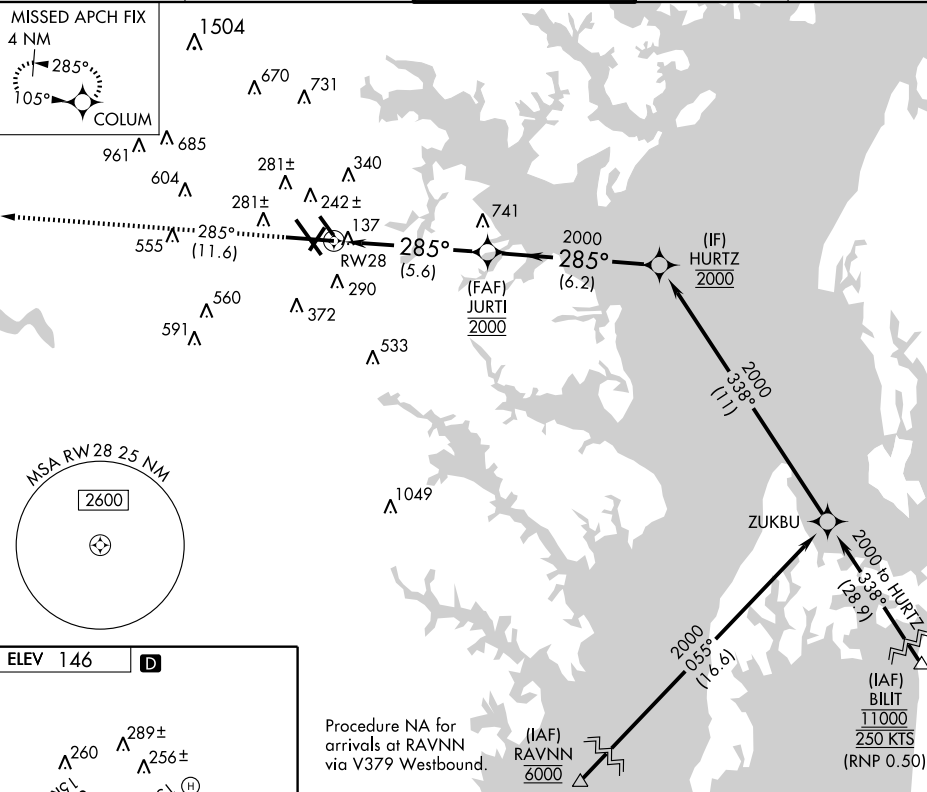 MISSED APCH FIX
4 NM
285°
105°
COLUM
1504
670
731
961
685
604
281±
340
281±
242±
137
741
555
285°
(11.6)
RW28
285°
(5.6)
2000
285°
(6.2)
(IF)
HURTZ
2000
(FAF)
JURTI
2000
290
560
372
591
533
2000
338°
(11)
MSA RW 28 25 NM
2600
1049
ZUKBU
2000 to HURTZ
338°
(28.9)
2000
055°
(16.6)
ELEV 146
D
(IAF)
BILIT
11000
250 KTS
(RNP 0.50)
Procedure NA for
arrivals at RAVNN
via V379 Westbound.
(IAF)
RAVNN
6000
289±
260
256±
H